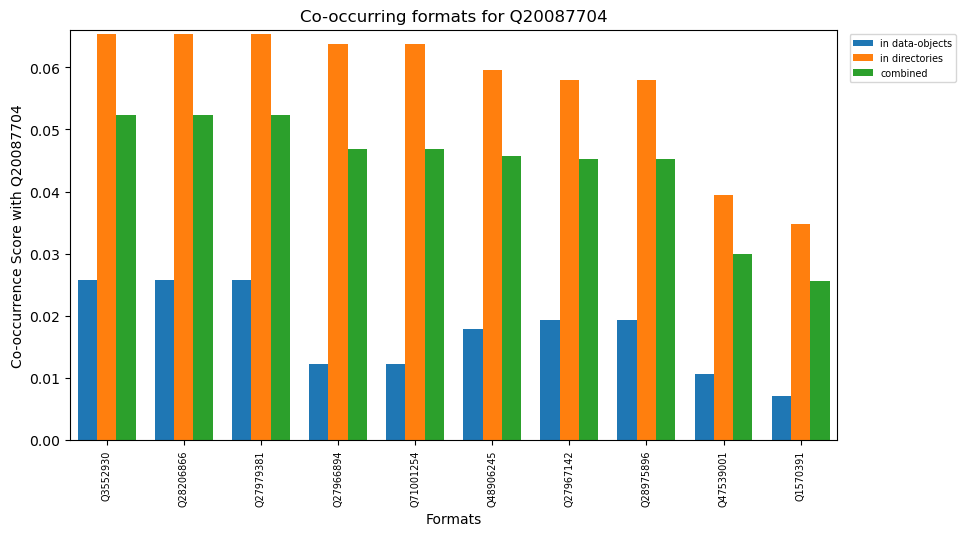 Co-occurring formats for Q20087704
in data-objects
in directories
combined
Co-occurrence Score with Q20087704
0.06
0.05
0.04
0.03
0.02
0.01
0.00
Q3552930
Q28206866
Q27979381
Q27966894
Q71001254
Q48906245
Q27967142
Q28975896
Q47539001
Q1570391
Formats